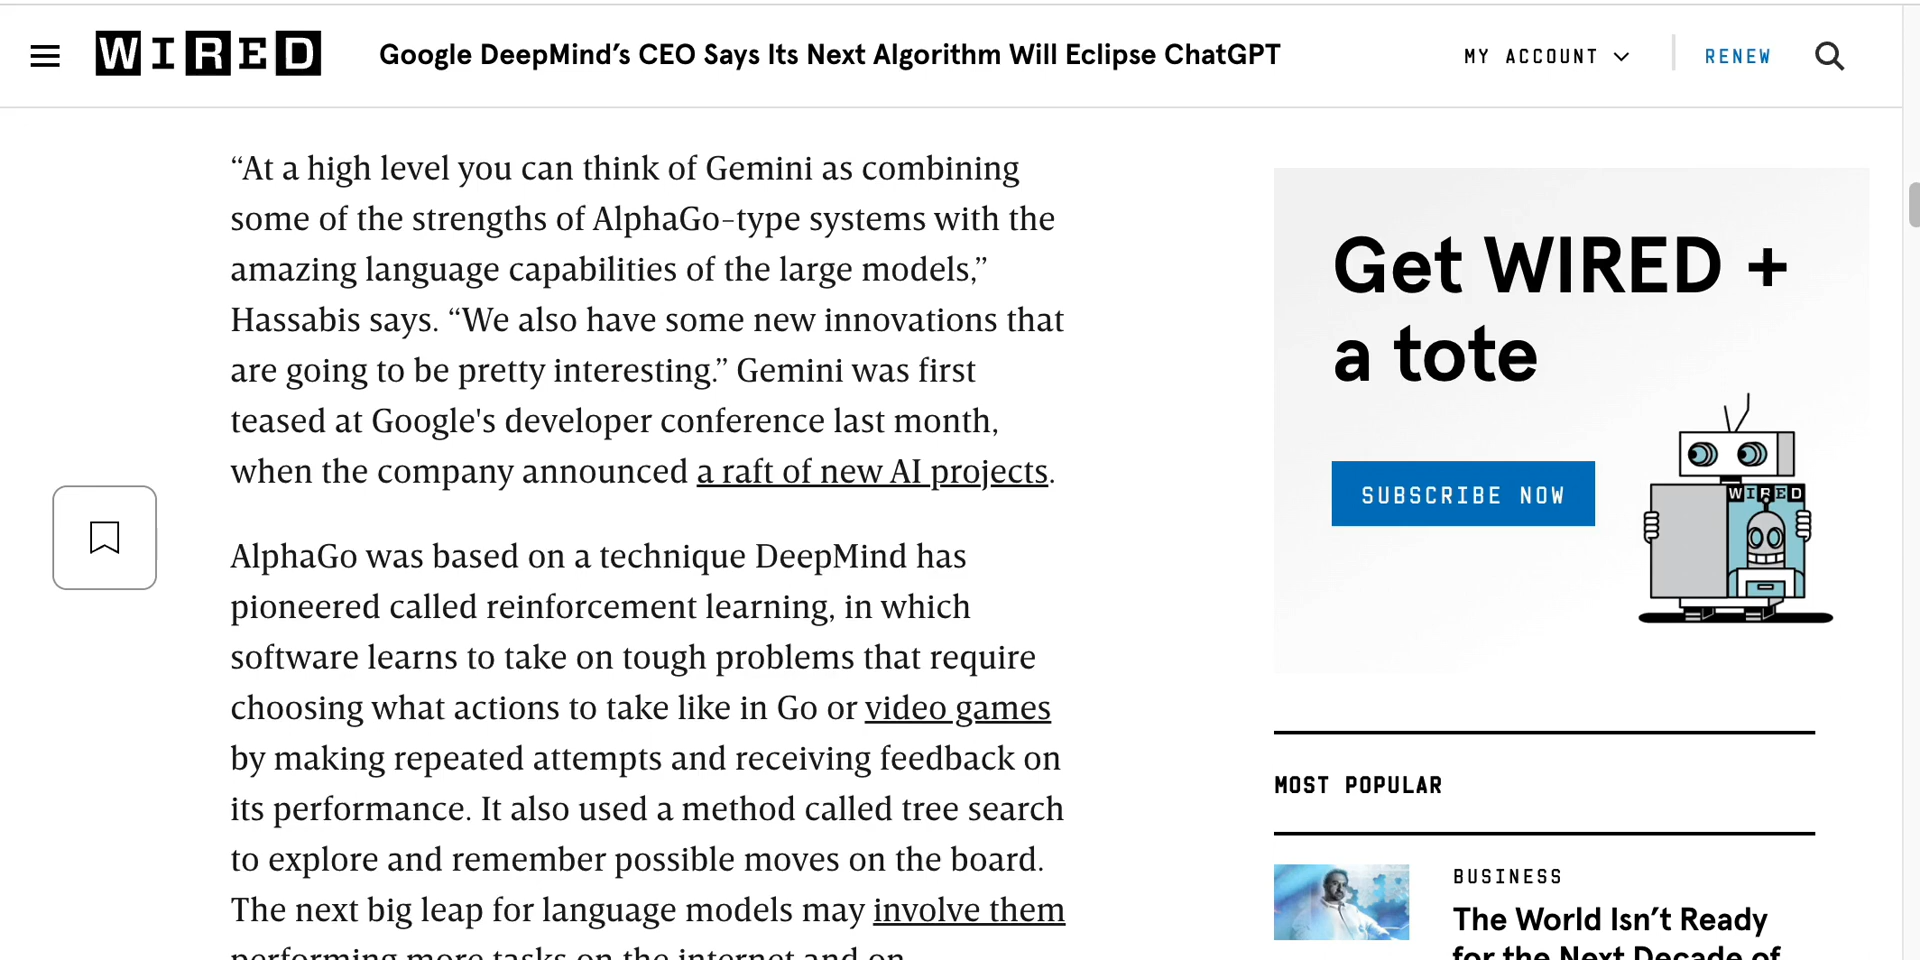 WIRED
Google DeepMind’s CEO Says Its Next Algorithm Will Eclipse ChatGPT
MY ACCOUNT
RENEW
“At a high level you can think of Gemini as combining
some of the strengths of AlphaGo-type systems with the
amazing language capabilities of the large models,”
Hassabis says. “We also have some new innovations that
are going to be pretty interesting.” Gemini was first
teased at Google's developer conference last month,
when the company announced a raft of new AI projects.
AlphaGo was based on a technique DeepMind has
pioneered called reinforcement learning, in which
software learns to take on tough problems that require
choosing what actions to take like in Go or video games
by making repeated attempts and receiving feedback on
its performance. It also used a method called tree search
to explore and remember possible moves on the board.
The next big leap for language models may involve them
performing more tasks on the internet and on
Get WIRED +
a tote
SUBSCRIBE NOW
WIRED
MOST POPULAR
BUSINESS
The World Isn’t Ready
for the Next Decade of